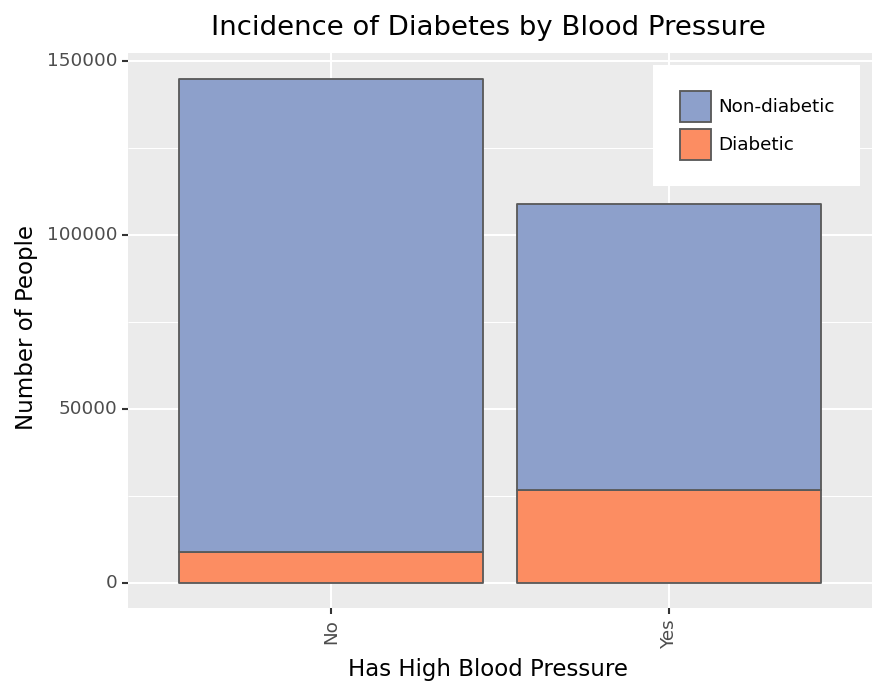 Incidence of Diabetes by Blood Pressure
150000
100000
50000
0
Number of People
Non-diabetic
Diabetic
No
Yes
Has High Blood Pressure